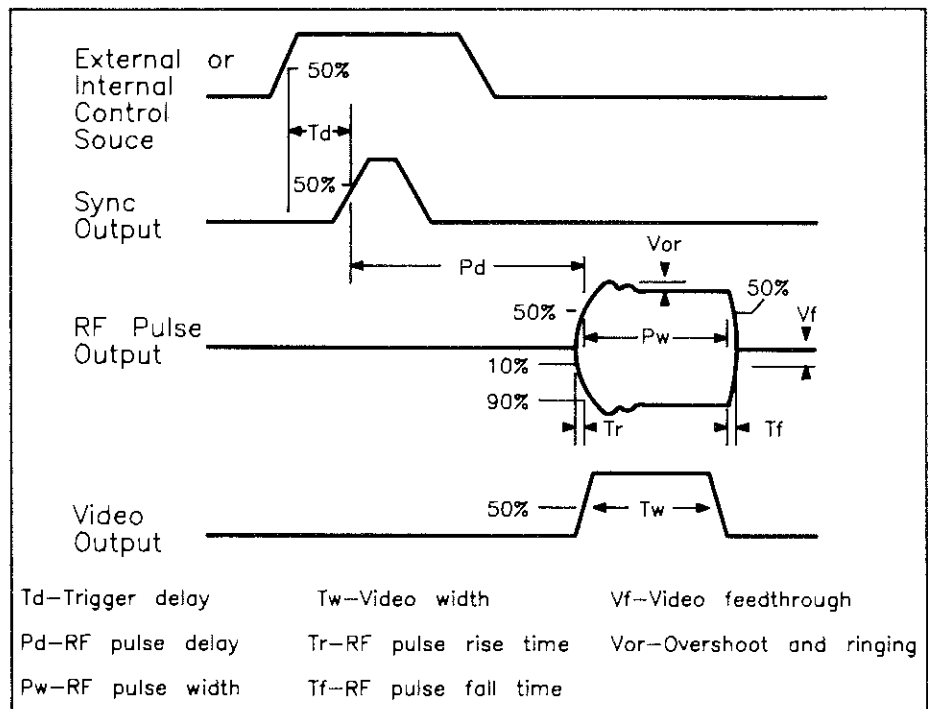 External or
Internal
Control
Souce
50%
Td
50%
Sync
Output
Vor
Pd
50%
50%
Vf
RF Pulse
Output
Pw
10%
90%
Tr
Tf
Video
Output
50%
Tw
Td-Trigger delay
Tw-Video width
Vf-Video feedthrough
Pd-RF pulse delay
Tr-RF pulse rise time
Vor-Overshoot and ringing
Pw-RF pulse width
Tf-RF pulse fall time